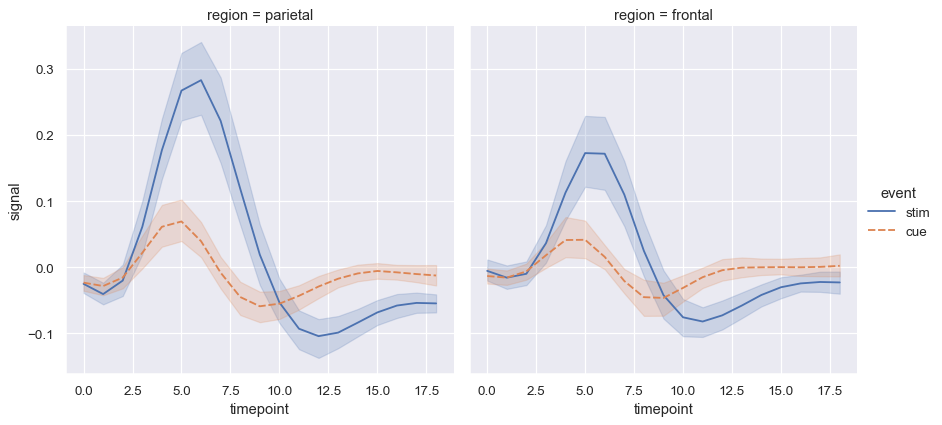 region = parietal
region = frontal
signal
0.3
0.2
0.1
0.0
−0.1
0.0 2.5 5.0 7.5 10.0 12.5 15.0 17.5
timepoint
0.0 2.5 5.0 7.5 10.0 12.5 15.0 17.5
timepoint
event
stim
cue